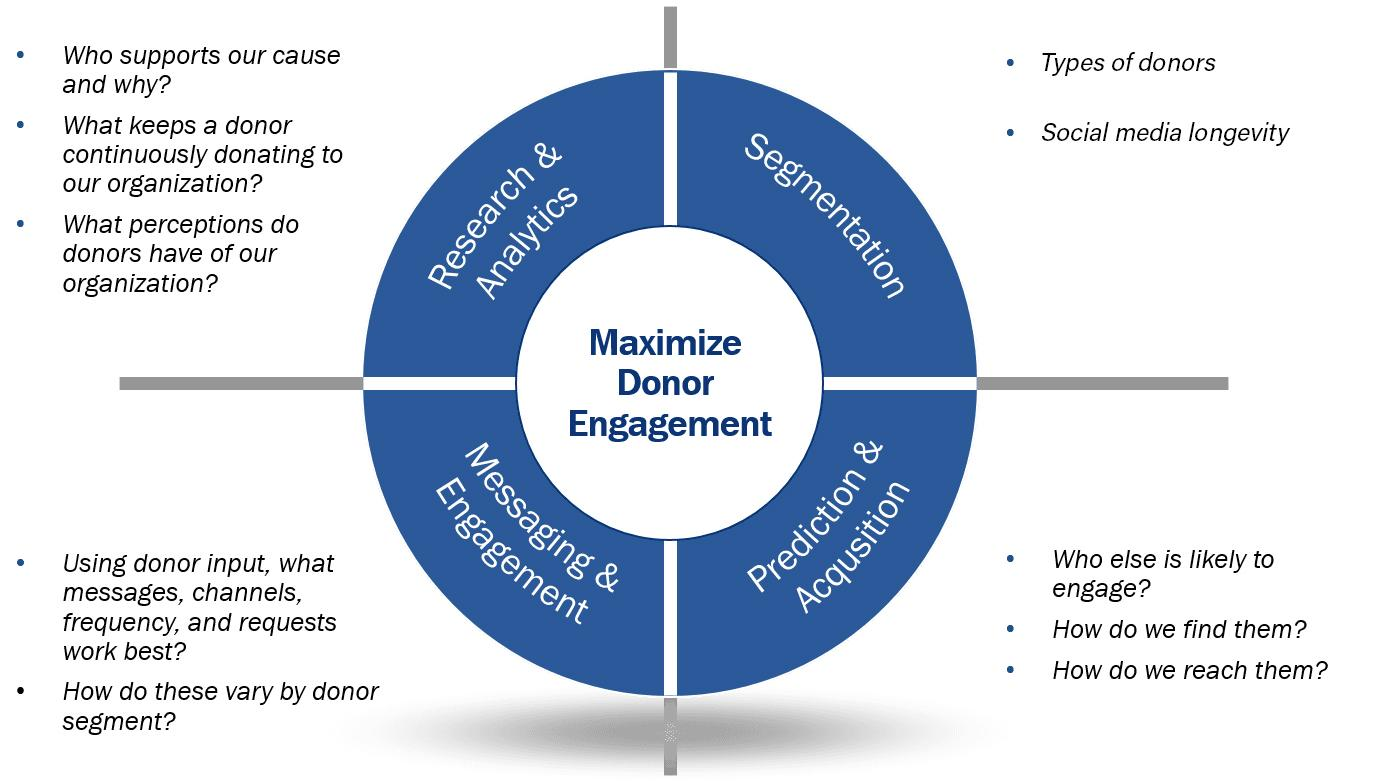 • Who supports our cause
and why?
• What keeps a donor
continuously donating to
our organization?
• What perceptions do
donors have of our
organization?
Research &
Analytics
Segmentation
• Types of donors
• Social media longevity
Maximize
Donor
Engagement
Messaging &
Engagement
Prediction &
Acqusition
• Using donor input, what
messages, channels,
frequency, and requests
work best?
• How do these vary by donor
segment?
• Who else is likely to
engage?
• How do we find them?
• How do we reach them?